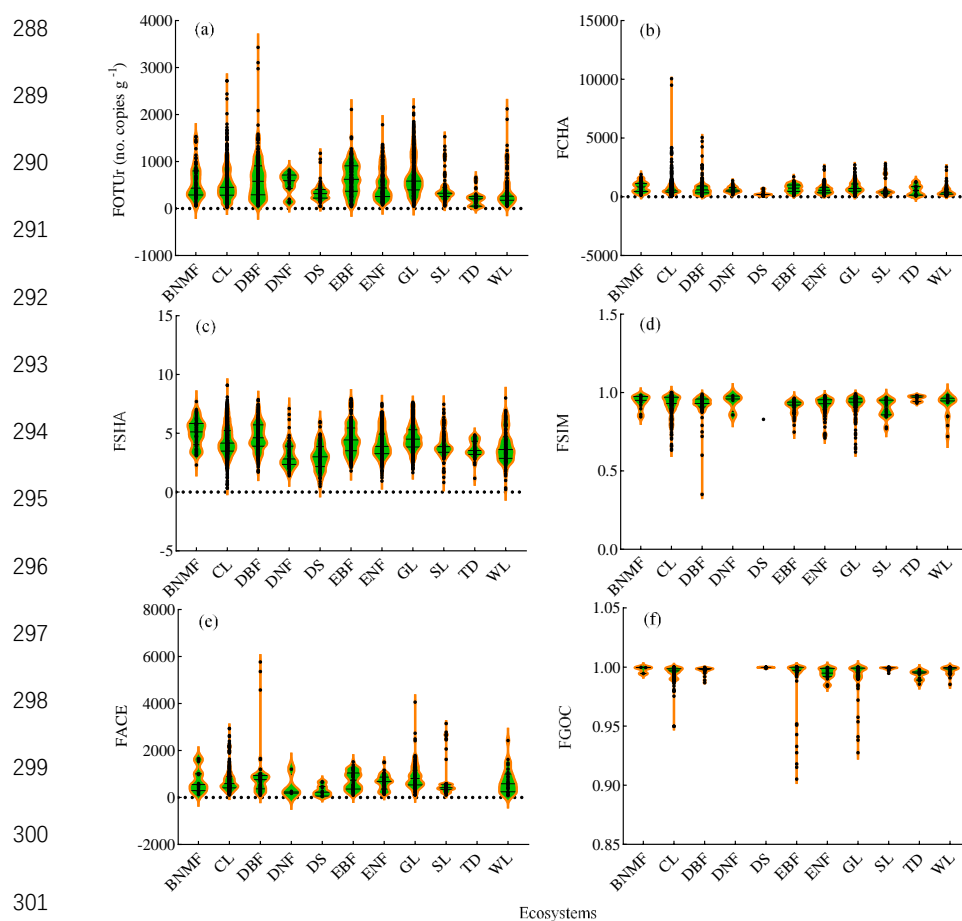 288
289
290
291
292
293
294
295
296
297
298
299
300
301
(a)
FOTUr (no. copies g⁻¹)
4000
3000
2000
1000
0
-1000
BNMF CL DBF DNF DS EBF ENF GL SL TD WL
(b)
FCHA
15000
10000
5000
0
-5000
BNMF CL DBF DNF DS EBF ENF GL SL TD WL
(c)
FSHA
15
10
5
0
-5
BNMF CL DBF DNF DS EBF ENF GL SL TD WL
(d)
FSIM
1.5
1.0
0.5
0.0
BNMF CL DBF DNF DS EBF ENF GL SL TD WL
(e)
FACE
8000
6000
4000
2000
0
-2000
BNMF CL DBF DNF DS EBF ENF GL SL TD WL
(f)
FGOC
1.05
1.00
0.95
0.90
0.85
BNMF CL DBF DNF DS EBF ENF GL SL TD WL
Ecosystems